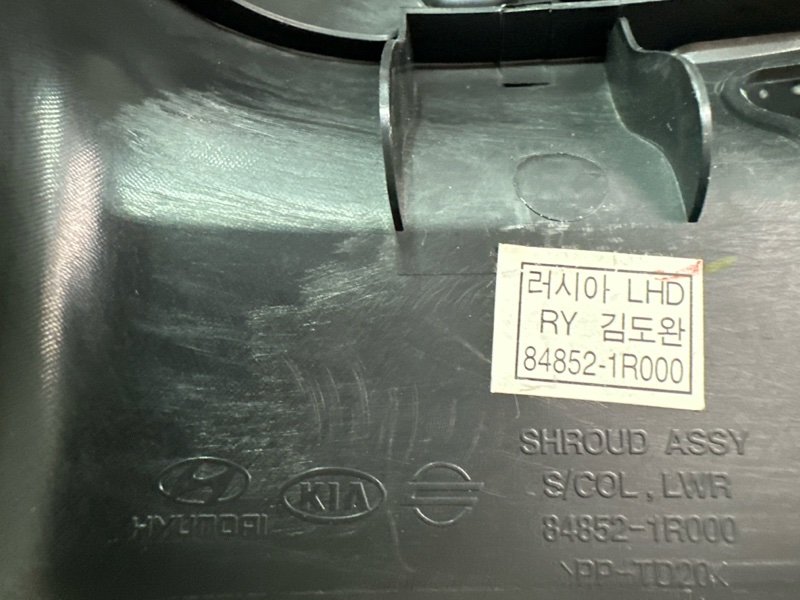 러시아 LHD
RY 김도완
84852-1R000
SHROUD ASSY
S/COL, LWR
84852-1R000
>PP-TD20<
HYUNDAI
KIA